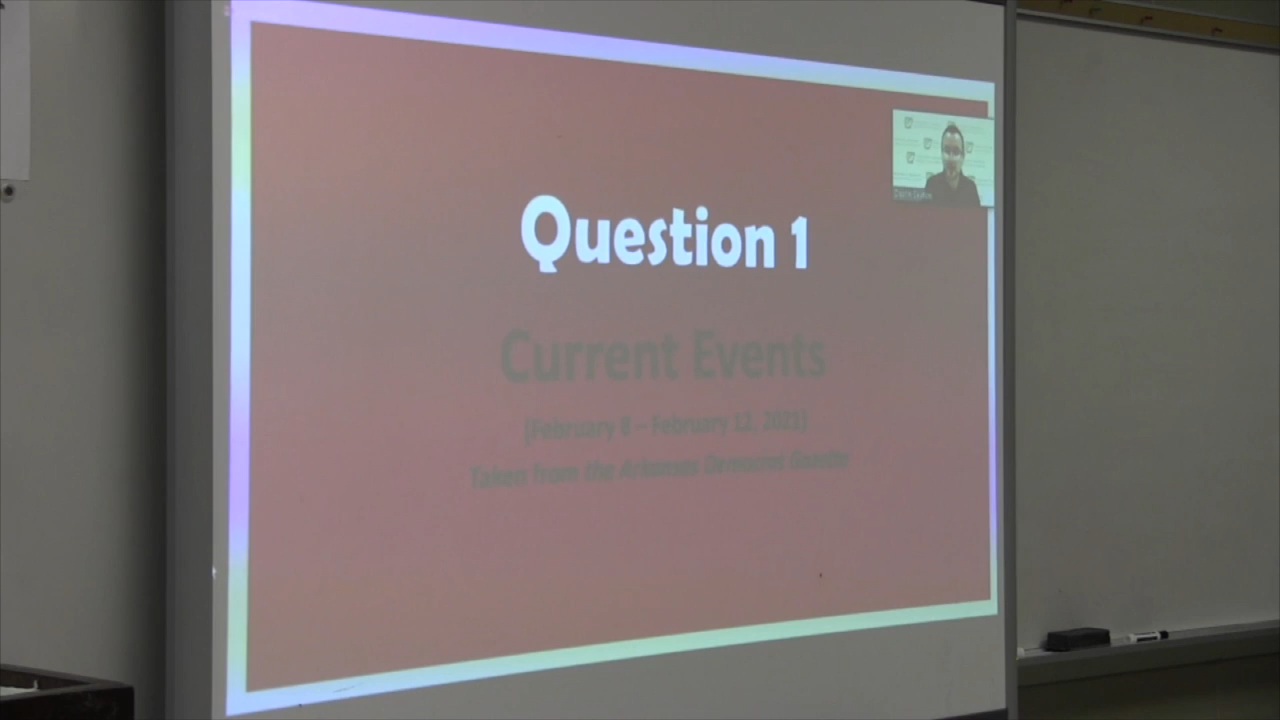 Question 1
Current Events
(February 8 – February 12, 2021)
Taken from the Arkansas Democrat Gazette